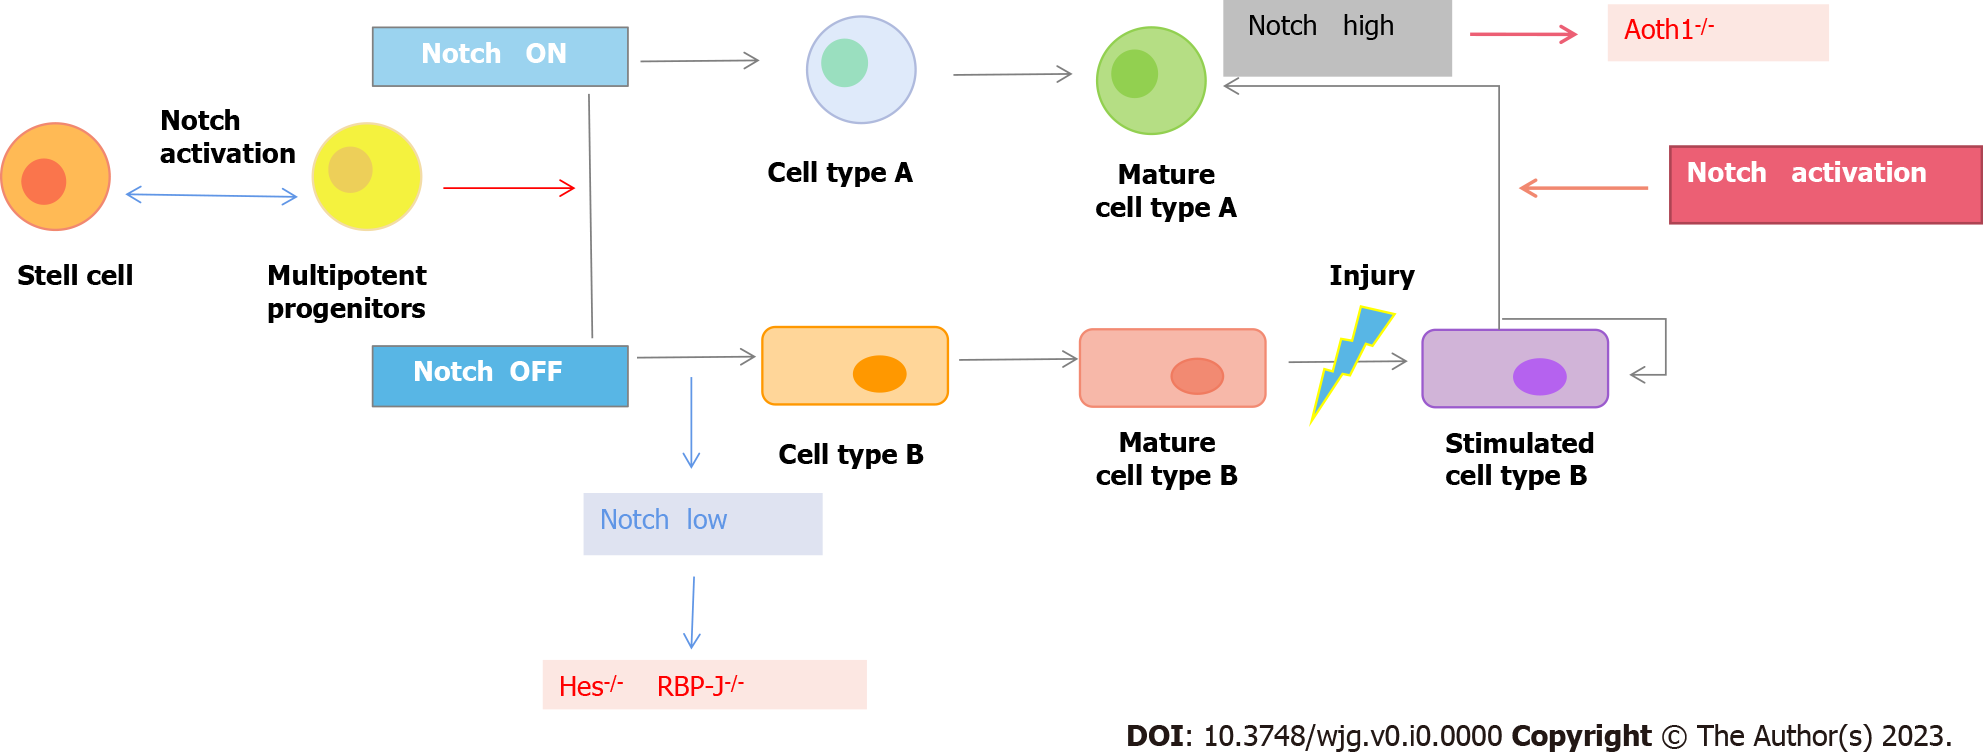 Notch ON
Notch high
Aoth1-/-
Notch
activation
Cell type A
Mature
cell type A
Notch activation
Stell cell
Multipotent
progenitors
Injury
Notch OFF
Cell type B
Mature
cell type B
Stimulated
cell type B
Notch low
Hes-/- RBP-J-/-
DOI: 10.3748/wjg.v0.i0.0000 Copyright © The Author(s) 2023.